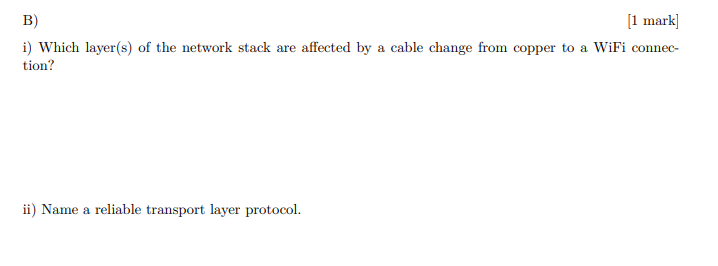 B) [1 mark]
i) Which layer(s) of the network stack are affected by a cable change from copper to a WiFi connec-
tion?
ii) Name a reliable transport layer protocol.